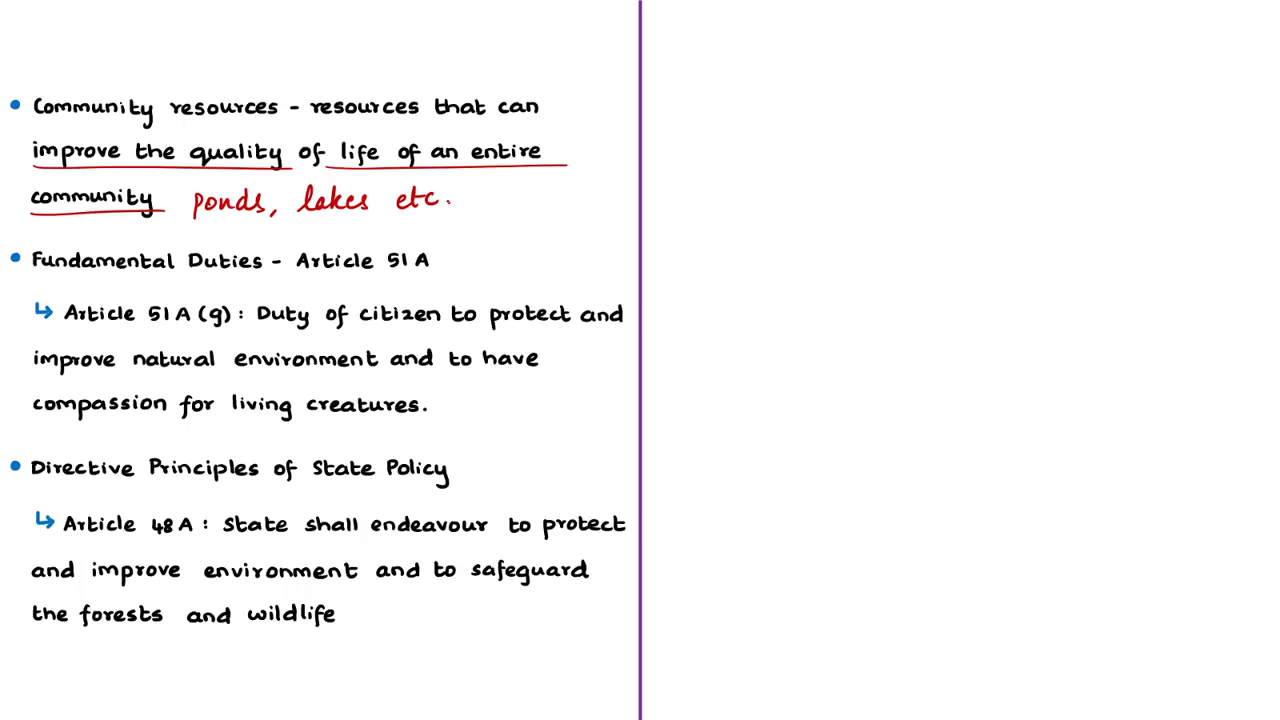 • Community resources - resources that can
improve the quality of life of an entire
community ponds, lakes etc.
• Fundamental Duties - Article 51 A
↳ Article 51 A (g) : Duty of citizen to protect and
improve natural environment and to have
compassion for living creatures.
• Directive Principles of State Policy
↳ Article 48 A : State shall endeavour to protect
and improve environment and to safeguard
the forests and wildlife